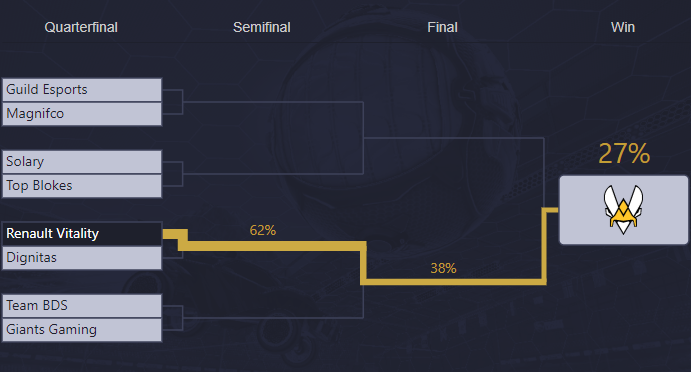 Quarterfinal Semifinal Final Win
Guild Esports
Magnifco
Solary
Top Blokes
Renault Vitality
Dignitas
Team BDS
Giants Gaming
62%
38%
27%